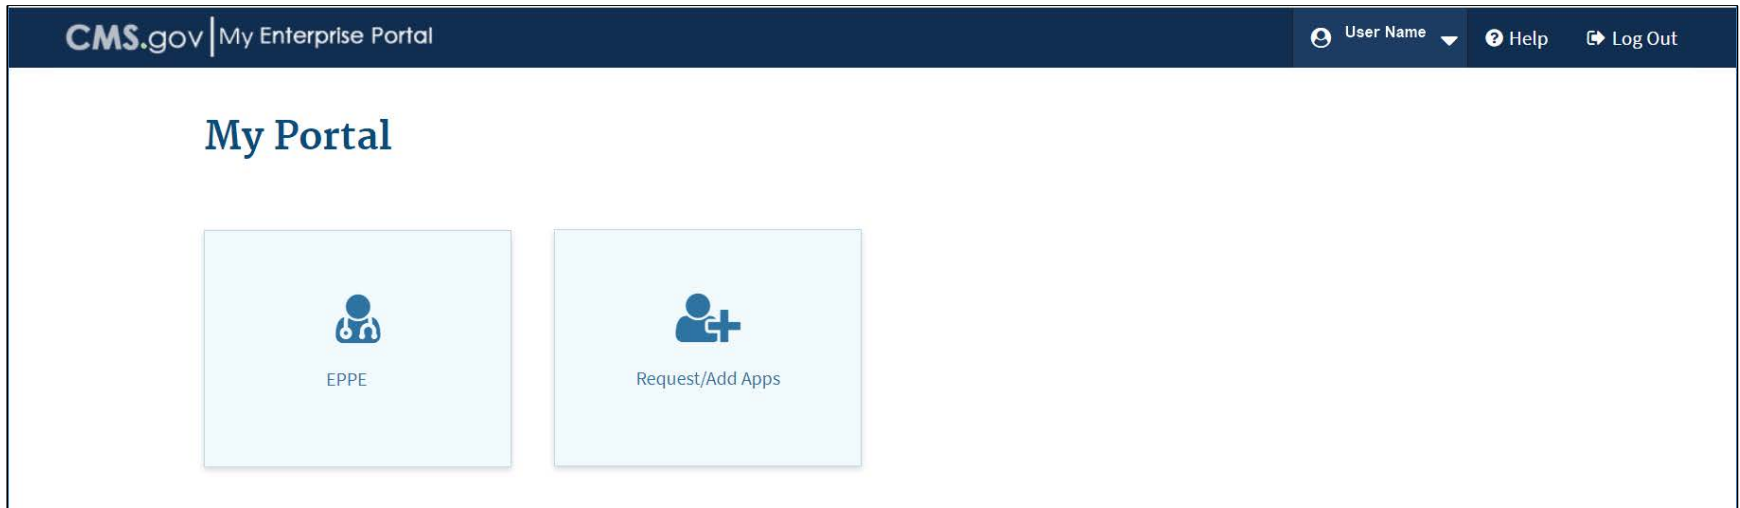 CMS.gov My Enterprise Portal User Name Help Log Out
My Portal
EPPE Request/Add Apps